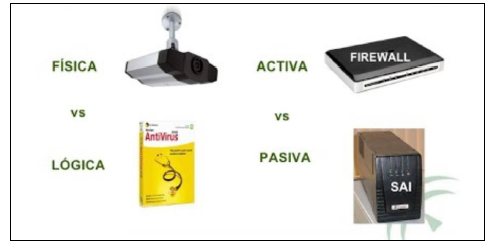 FÍSICA
vs
LÓGICA
AntiVirus
ACTIVA
vs
PASIVA
FIREWALL
SAI